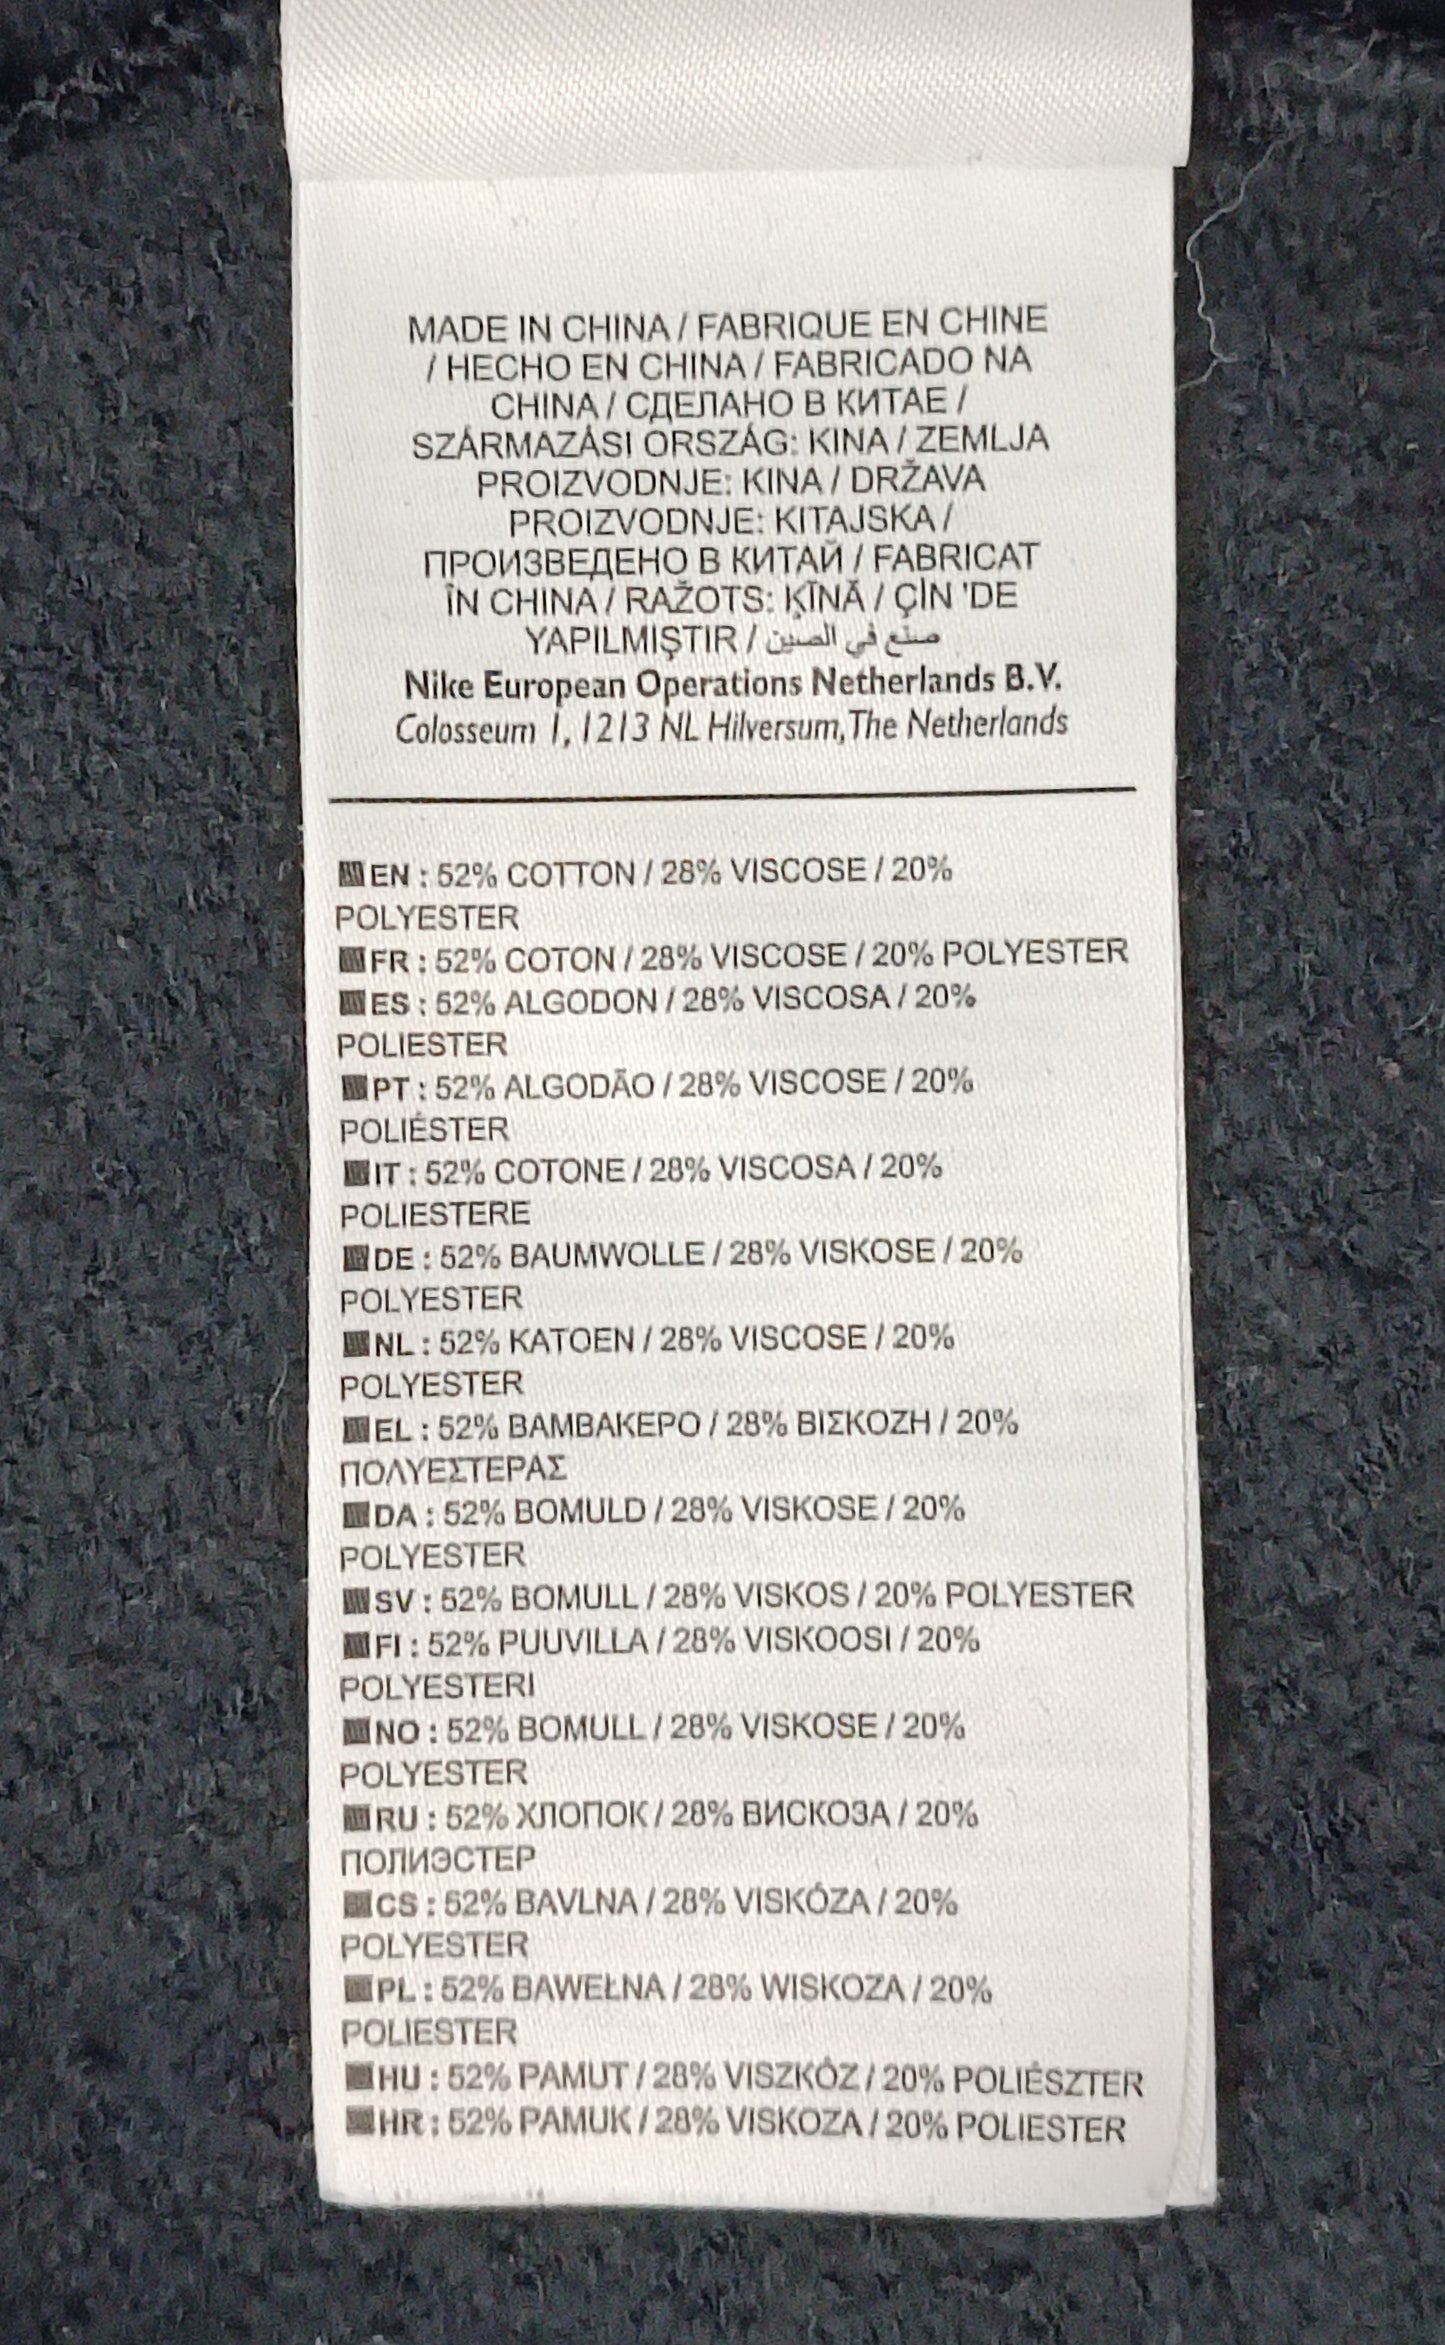 MADE IN CHINA / FABRIQUE EN CHINE
/ HECHO EN CHINA / FABRICADO NA
CHINA / СДЕЛАНО В КИТАЕ /
SZÁRMAZÁSI ORSZÁG: KINA / ZEMLJA
PROIZVODNJE: KINA / DRŽAVA
PROIZVODNJE: KITAJSKA /
ПРОИЗВЕДЕНО В КИТАЙ / FABRICAT
ÎN CHINA / RAŽOTS: ĶĪNĀ / ÇİN 'DE
YAPILMIŞTIR / صنع في الصين
Nike European Operations Netherlands B.V.
Colosseum 1, 1213 NL Hilversum, The Netherlands
EN : 52% COTTON / 28% VISCOSE / 20%
POLYESTER
FR : 52% COTON / 28% VISCOSE / 20% POLYESTER
ES : 52% ALGODON / 28% VISCOSA / 20%
POLIESTER
PT : 52% ALGODÃO / 28% VISCOSE / 20%
POLIÉSTER
IT : 52% COTONE / 28% VISCOSA / 20%
POLIESTERE
DE : 52% BAUMWOLLE / 28% VISKOSE / 20%
POLYESTER
NL : 52% KATOEN / 28% VISCOSE / 20%
POLYESTER
EL : 52% ΒΑΜΒΑΚΕΡΟ / 28% ΒΙΣΚΟΖΗ / 20%
ΠΟΛΥΕΣΤΕΡΑΣ
DA : 52% BOMULD / 28% VISKOSE / 20%
POLYESTER
SV : 52% BOMULL / 28% VISKOS / 20% POLYESTER
FI : 52% PUUVILLA / 28% VISKOOSI / 20%
POLYESTERI
NO : 52% BOMULL / 28% VISKOSE / 20%
POLYESTER
RU : 52% ХЛОПОК / 28% ВИСКОЗА / 20%
ПОЛИЭСТЕР
CS : 52% BAVLNA / 28% VISKÓZA / 20%
POLYESTER
PL : 52% BAWEŁNA / 28% WISKOZA / 20%
POLIESTER
HU : 52% PAMUT / 28% VISZKÓZ / 20% POLIÉSZTER
HR : 52% PAMUK / 28% VISKOZA / 20% POLIESTER